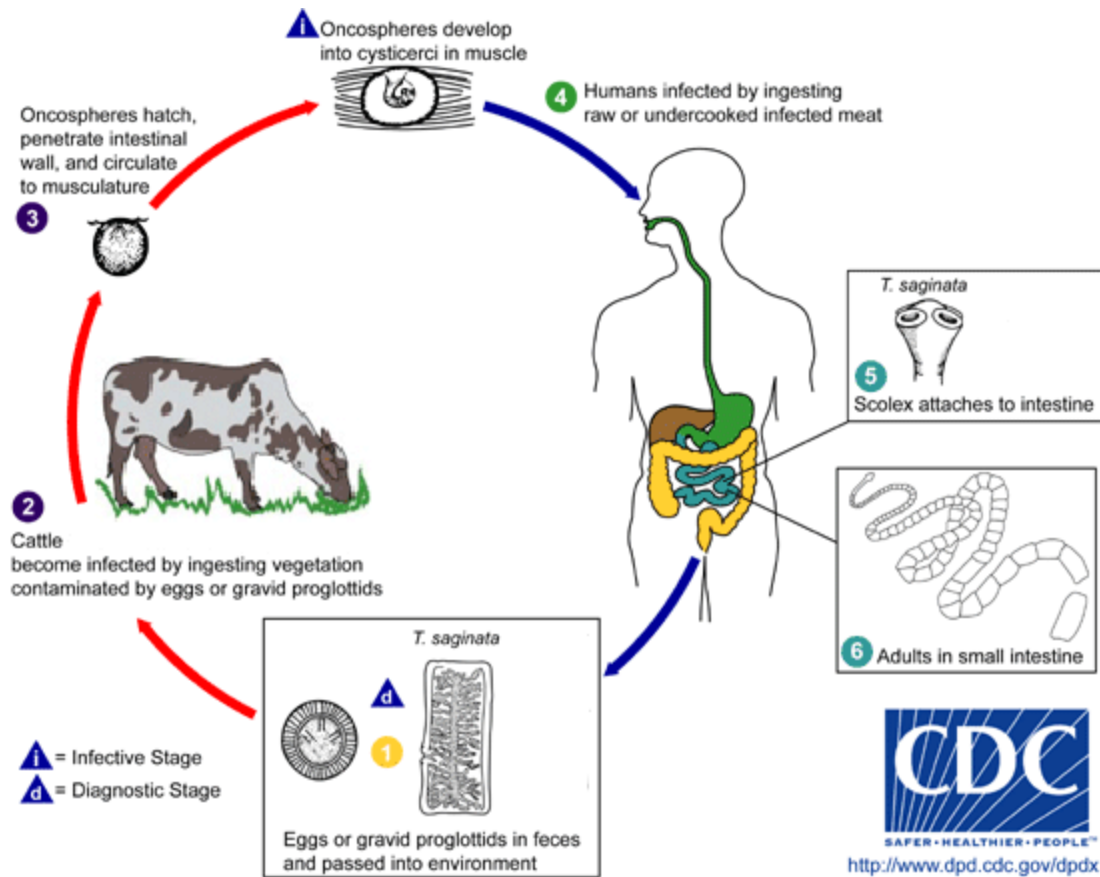 i Oncospheres develop
into cysticerci in muscle
4 Humans infected by ingesting
raw or undercooked infected meat
Oncospheres hatch,
penetrate intestinal
wall, and circulate
to musculature
3
T. saginata
5
Scolex attaches to intestine
2
Cattle
become infected by ingesting vegetation
contaminated by eggs or gravid proglottids
6 Adults in small intestine
T. saginata
d
1
Eggs or gravid proglottids in feces
and passed into environment
i = Infective Stage
d = Diagnostic Stage
CDC
SAFER•HEALTHIER•PEOPLE™
http://www.dpd.cdc.gov/dpdx